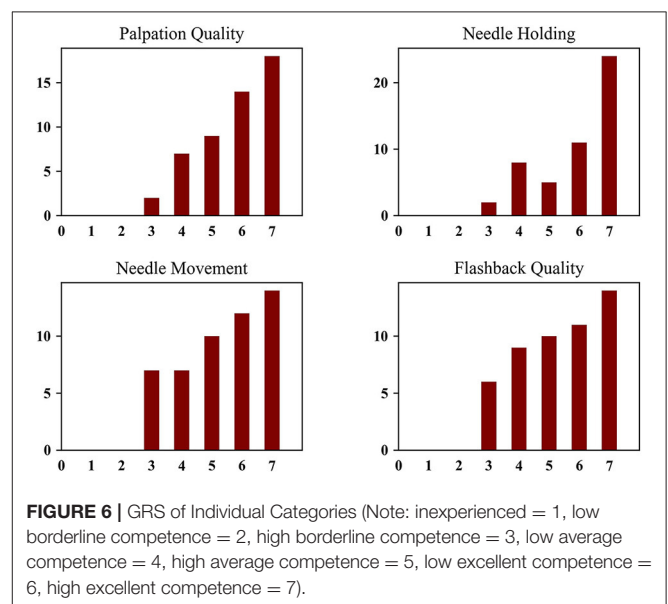 Palpation Quality
Needle Holding
15
10
5
0
0 1 2 3 4 5 6 7
20
10
0
0 1 2 3 4 5 6 7
Needle Movement
Flashback Quality
10
5
0
0 1 2 3 4 5 6 7
10
5
0
0 1 2 3 4 5 6 7
FIGURE 6 | GRS of Individual Categories (Note: inexperienced = 1, low
borderline competence = 2, high borderline competence = 3, low average
competence = 4, high average competence = 5, low excellent competence =
6, high excellent competence = 7).